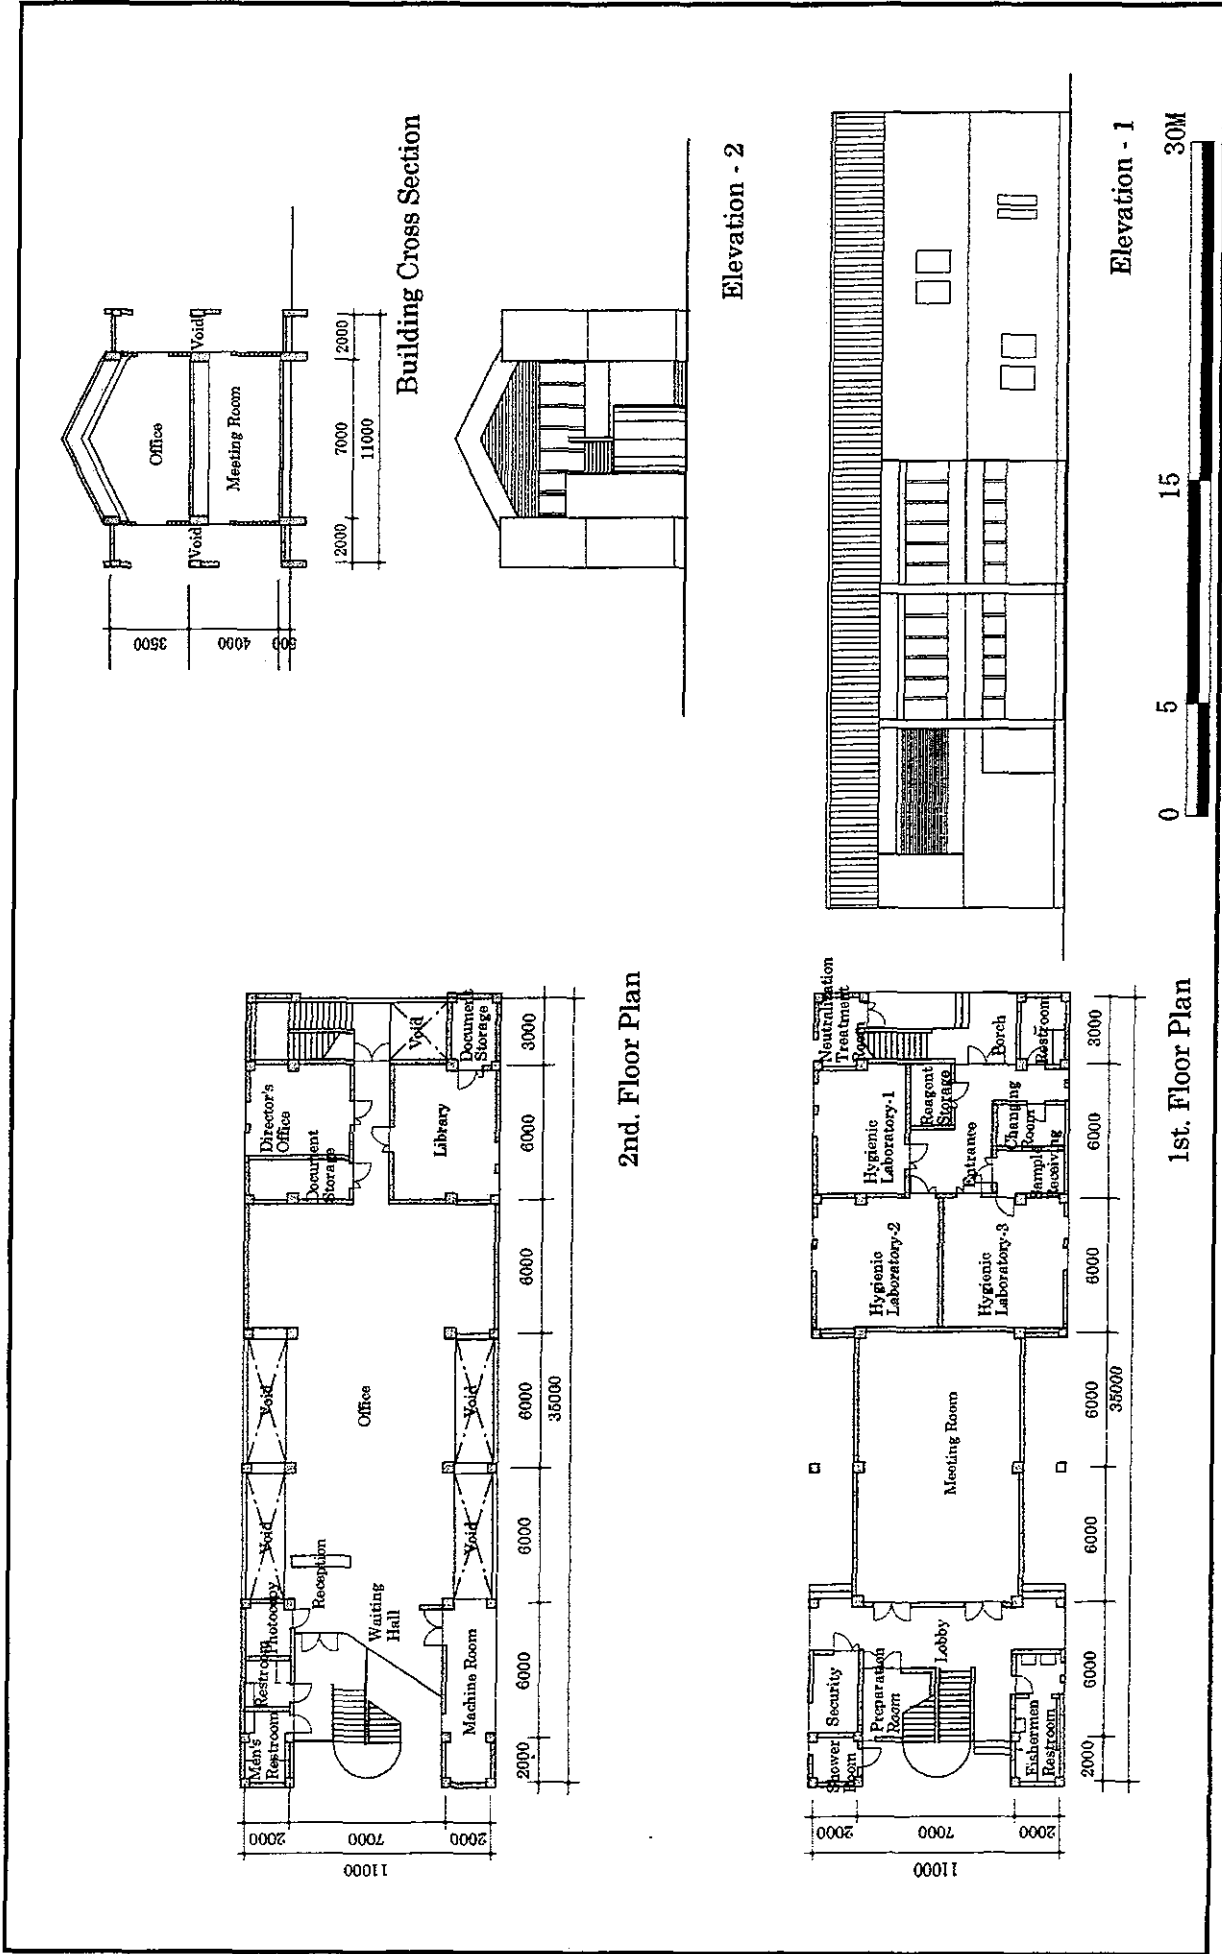 Director's
Office
Document
Storage
Void
Document
Storage
Library
Void
Void
Office
Void
Void
Reception
Waiting
Hall
Photocopy
Restroom
Men's
Restroom
Machine Room
2000
6000
6000
6000
6000
6000
3000
35000
2000
7000
2000
11000
2nd. Floor Plan
Void
Office
Void
Meeting Room
3500
4000
500
2000
7000
2000
11000
Building Cross Section
Elevation - 2
Neutralization
Treatment
Room
Hygienic
Laboratory-1
Reagent
Storage
Porch
Restroom
Changing
Room
Entrance
Sample
Receiving
Hygienic
Laboratory-2
Hygienic
Laboratory-3
Meeting Room
Lobby
Security
Preparation
Room
Shower
Room
Fishermen
Restroom
2000
6000
6000
6000
6000
6000
3000
35000
2000
7000
2000
11000
1st. Floor Plan
Elevation - 1
0
5
15
30M